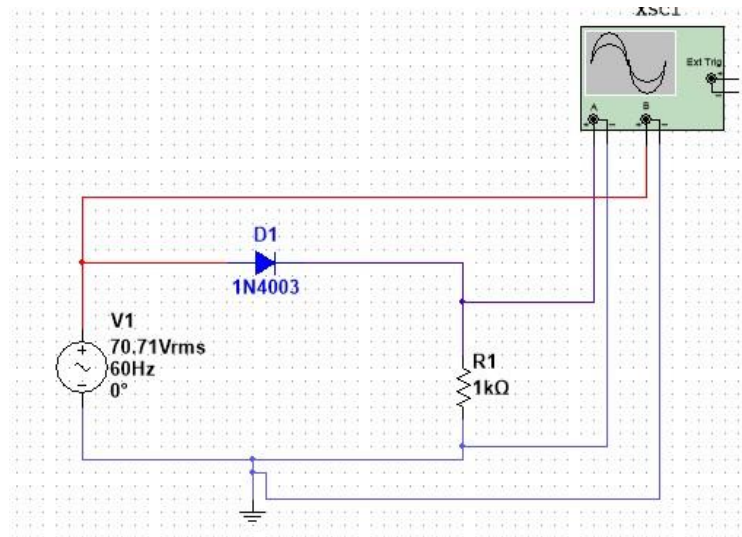 XSC1
Ext Trig
+
−
A
B
+ −
+ −
D1
1N4003
V1
70.71Vrms
60Hz
0°
+
−
R1
1kΩ